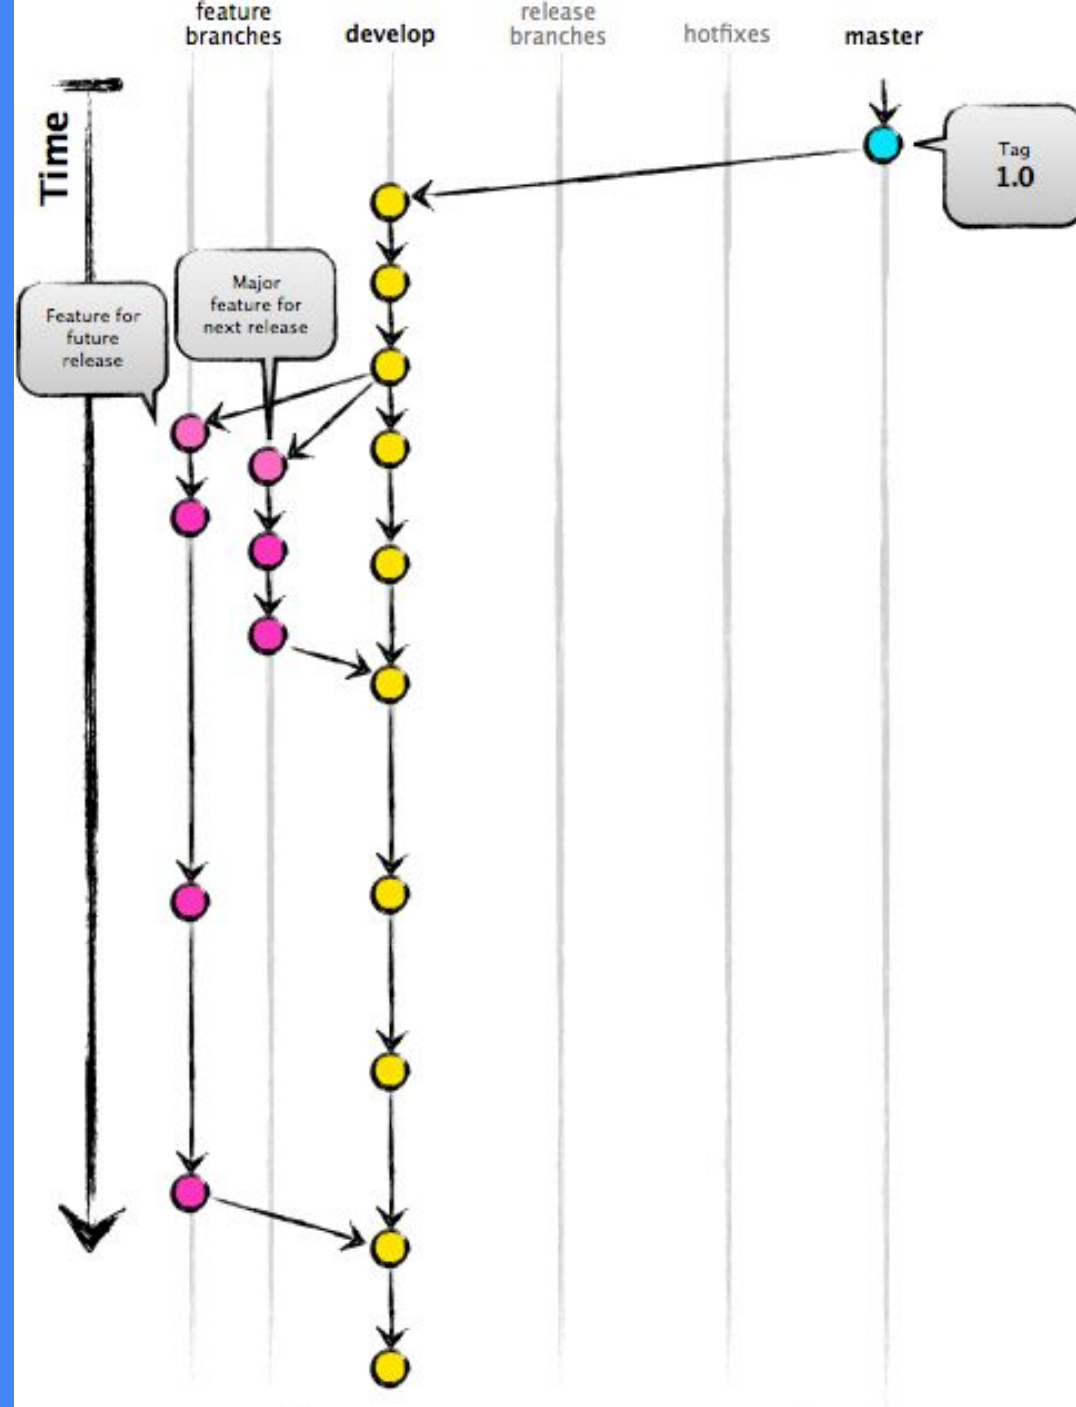 feature
branches
develop
release
branches
hotfixes
master
Time
Tag
1.0
Major
feature for
next release
Feature for
future
release